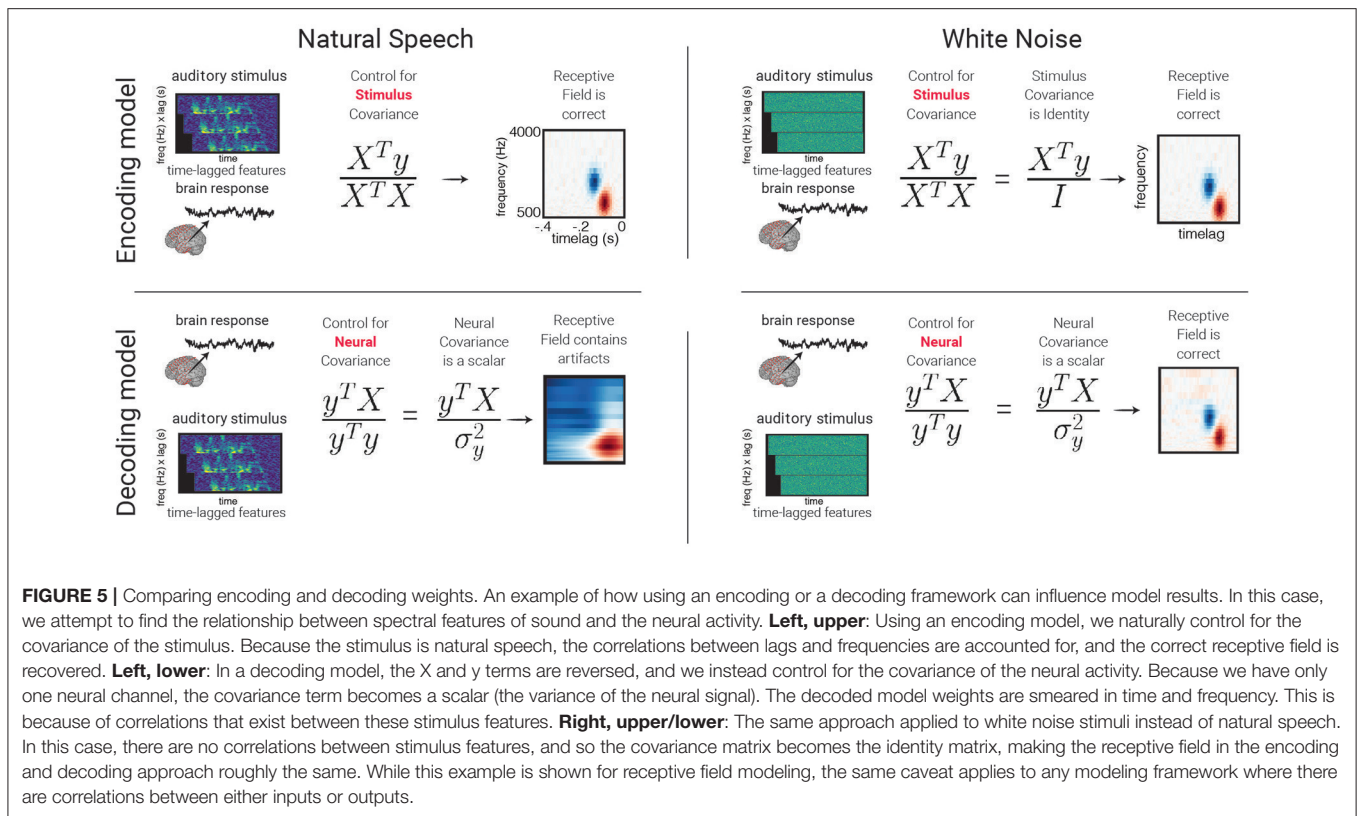 Natural Speech
White Noise
Encoding model
auditory stimulus
freq (Hz) x lag (s)
time
time-lagged features
brain response
Control for
Stimulus
Covariance
X^T y
X^T X
→
Receptive
Field is
correct
4000
frequency (Hz)
500
-.4 -.2 0
timelag (s)
auditory stimulus
freq (Hz) x lag (s)
time
time-lagged features
brain response
Control for
Stimulus
Covariance
X^T y
X^T X
=
Stimulus
Covariance
is Identity
X^T y
I
→
Receptive
Field is
correct
frequency
timelag
Decoding model
brain response
auditory stimulus
freq (Hz) x lag (s)
time
time-lagged features
Control for
Neural
Covariance
y^T X
y^T y
=
Neural
Covariance
is a scalar
y^T X
σ_y^2
→
Receptive
Field contains
artifacts
brain response
auditory stimulus
freq (Hz) x lag (s)
time
time-lagged features
Control for
Neural
Covariance
y^T X
y^T y
=
Neural
Covariance
is a scalar
y^T X
σ_y^2
→
Receptive
Field is
correct
FIGURE 5 | Comparing encoding and decoding weights. An example of how using an encoding or a decoding framework can influence model results. In this case,
we attempt to find the relationship between spectral features of sound and the neural activity. Left, upper: Using an encoding model, we naturally control for the
covariance of the stimulus. Because the stimulus is natural speech, the correlations between lags and frequencies are accounted for, and the correct receptive field is
recovered. Left, lower: In a decoding model, the X and y terms are reversed, and we instead control for the covariance of the neural activity. Because we have only
one neural channel, the covariance term becomes a scalar (the variance of the neural signal). The decoded model weights are smeared in time and frequency. This is
because of correlations that exist between these stimulus features. Right, upper/lower: The same approach applied to white noise stimuli instead of natural speech.
In this case, there are no correlations between stimulus features, and so the covariance matrix becomes the identity matrix, making the receptive field in the encoding
and decoding approach roughly the same. While this example is shown for receptive field modeling, the same caveat applies to any modeling framework where there
are correlations between either inputs or outputs.